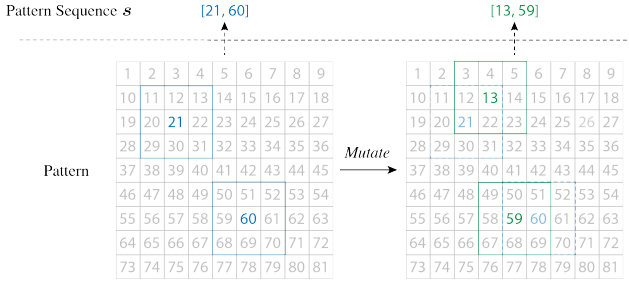 Pattern Sequence s [21, 60] [13, 59]
1 2 3 4 5 6 7 8 9 1 2 3 4 5 6 7 8 9
10 11 12 13 14 15 16 17 18 10 11 12 13 14 15 16 17 18
19 20 21 22 23 24 25 26 27 19 20 21 22 23 24 25 26 27
28 29 30 31 32 33 34 35 36 28 29 30 31 32 33 34 35 36
Mutate
Pattern 37 38 39 40 41 42 43 44 45 37 38 39 40 41 42 43 44 45
46 47 48 49 50 51 52 53 54 46 47 48 49 50 51 52 53 54
55 56 57 58 59 60 61 62 63 55 56 57 58 59 60 61 62 63
64 65 66 67 68 69 70 71 72 64 65 66 67 68 69 70 71 72
73 74 75 76 77 78 79 80 81 73 74 75 76 77 78 79 80 81